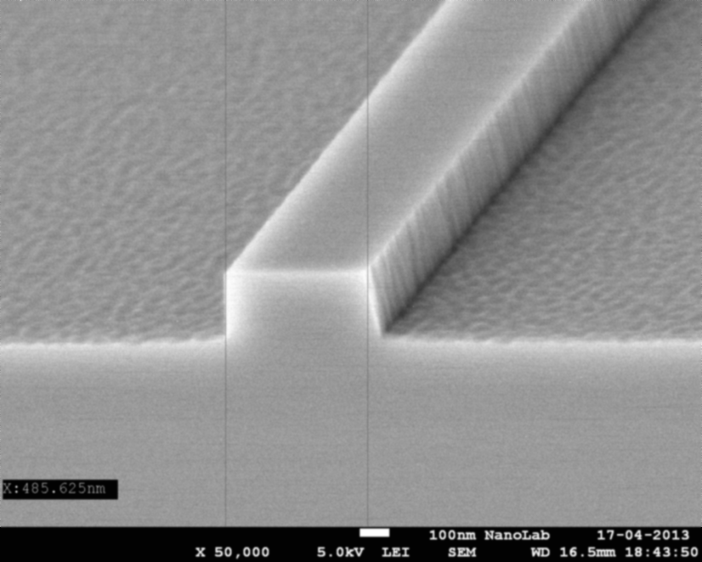 X:485.625nm
100nm NanoLab 17-04-2013
X 50,000 5.0kV LEI SEM WD 16.5mm 18:43:50